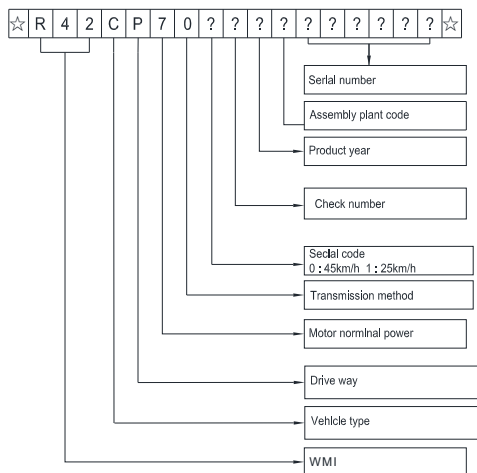 ☆ R 4 2 C P 7 0 ? ? ? ? ? ? ? ? ? ? ☆
Serial number
Assembly plant code
Product year
Check number
Secial code
0:45km/h 1:25km/h
Transmission method
Motor norminal power
Drive way
Vehicle type
WMI